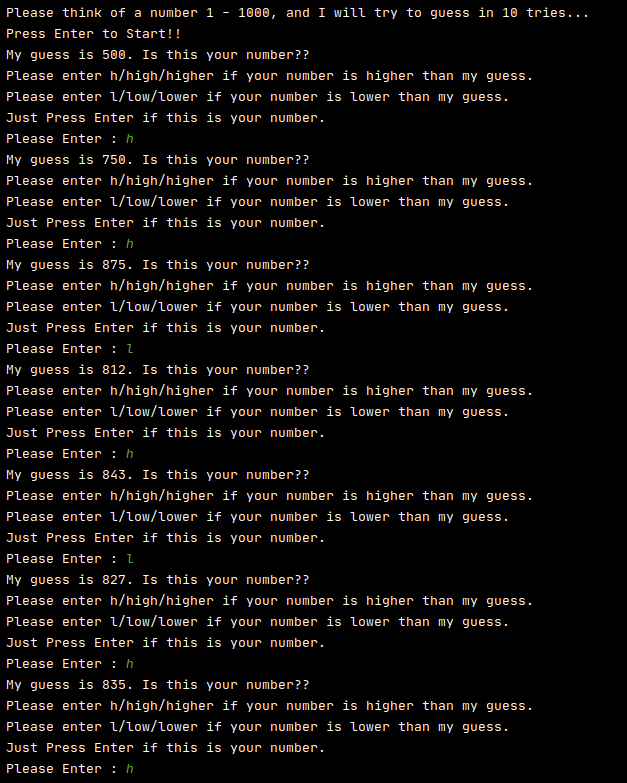 Please think of a number 1 - 1000, and I will try to guess in 10 tries...
Press Enter to Start!!
My guess is 500. Is this your number??
Please enter h/high/higher if your number is higher than my guess.
Please enter l/low/lower if your number is lower than my guess.
Just Press Enter if this is your number.
Please Enter : h
My guess is 750. Is this your number??
Please enter h/high/higher if your number is higher than my guess.
Please enter l/low/lower if your number is lower than my guess.
Just Press Enter if this is your number.
Please Enter : h
My guess is 875. Is this your number??
Please enter h/high/higher if your number is higher than my guess.
Please enter l/low/lower if your number is lower than my guess.
Just Press Enter if this is your number.
Please Enter : l
My guess is 812. Is this your number??
Please enter h/high/higher if your number is higher than my guess.
Please enter l/low/lower if your number is lower than my guess.
Just Press Enter if this is your number.
Please Enter : h
My guess is 843. Is this your number??
Please enter h/high/higher if your number is higher than my guess.
Please enter l/low/lower if your number is lower than my guess.
Just Press Enter if this is your number.
Please Enter : l
My guess is 827. Is this your number??
Please enter h/high/higher if your number is higher than my guess.
Please enter l/low/lower if your number is lower than my guess.
Just Press Enter if this is your number.
Please Enter : h
My guess is 835. Is this your number??
Please enter h/high/higher if your number is higher than my guess.
Please enter l/low/lower if your number is lower than my guess.
Just Press Enter if this is your number.
Please Enter : h